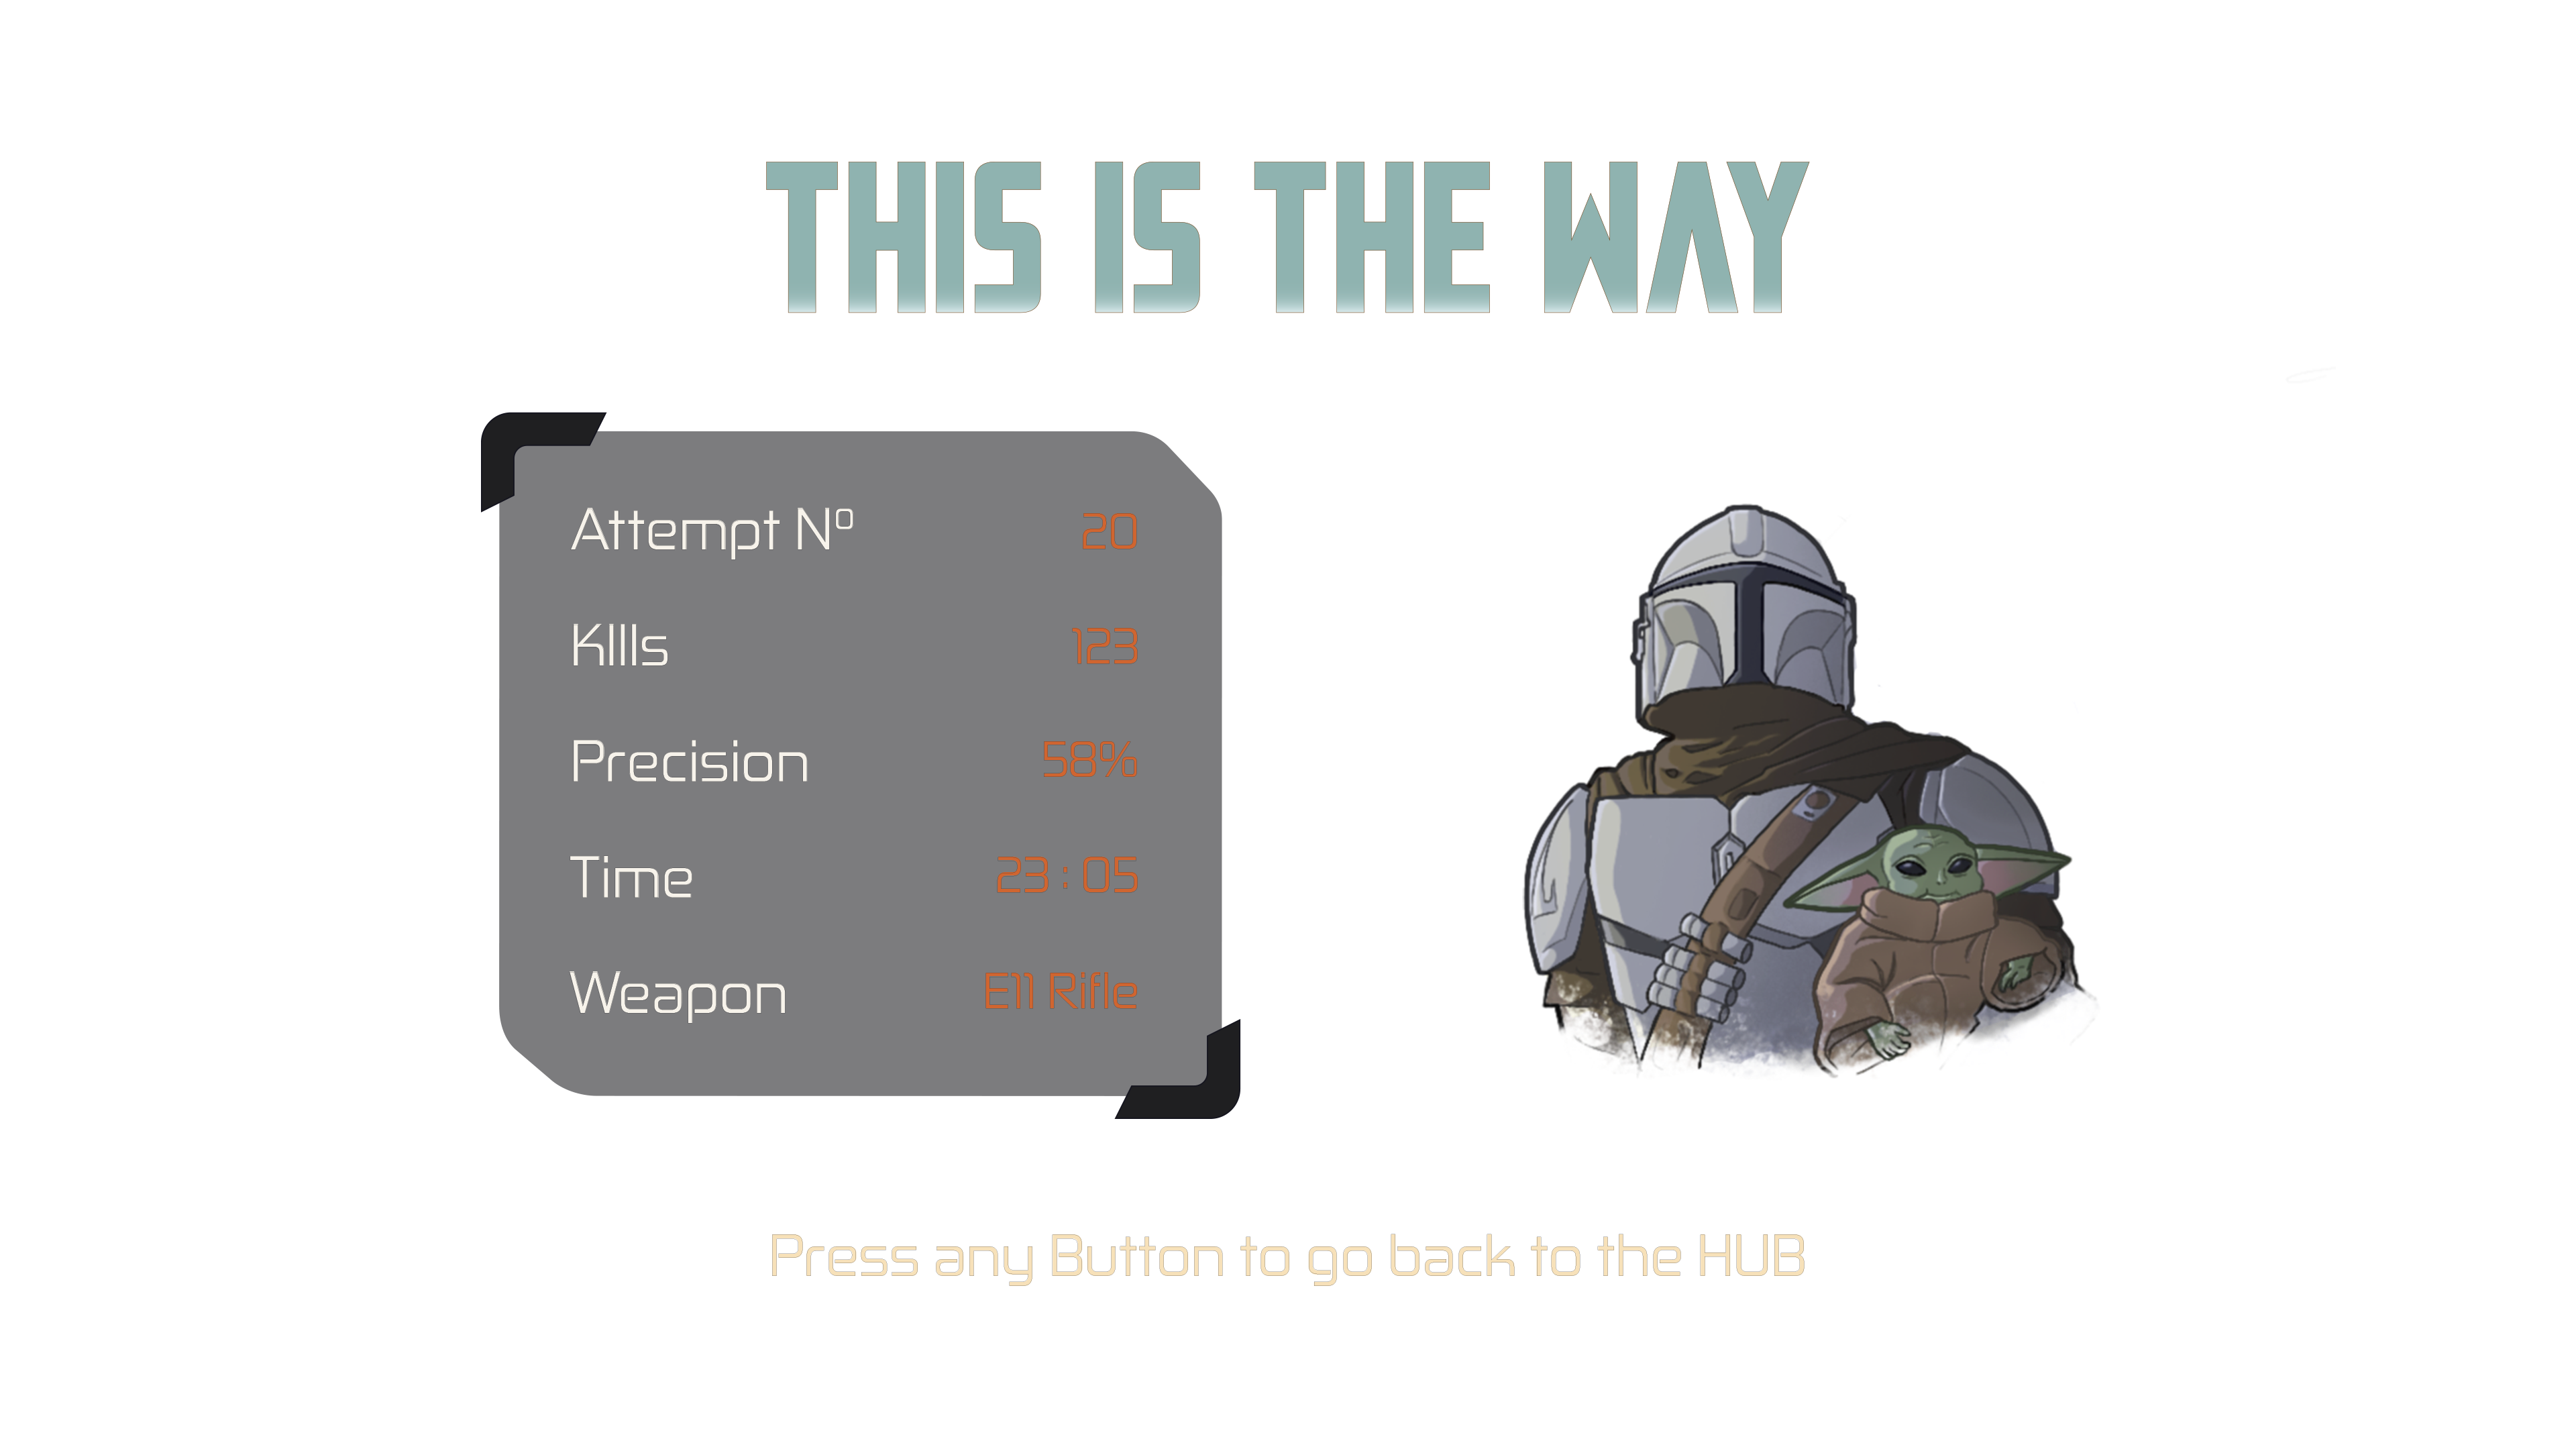 THIS IS THE WAY
Attempt Nº 20
KIlls 123
Precision 58%
Time 23 : 05
Weapon E11 Rifle
Press any Button to go back to the HUB